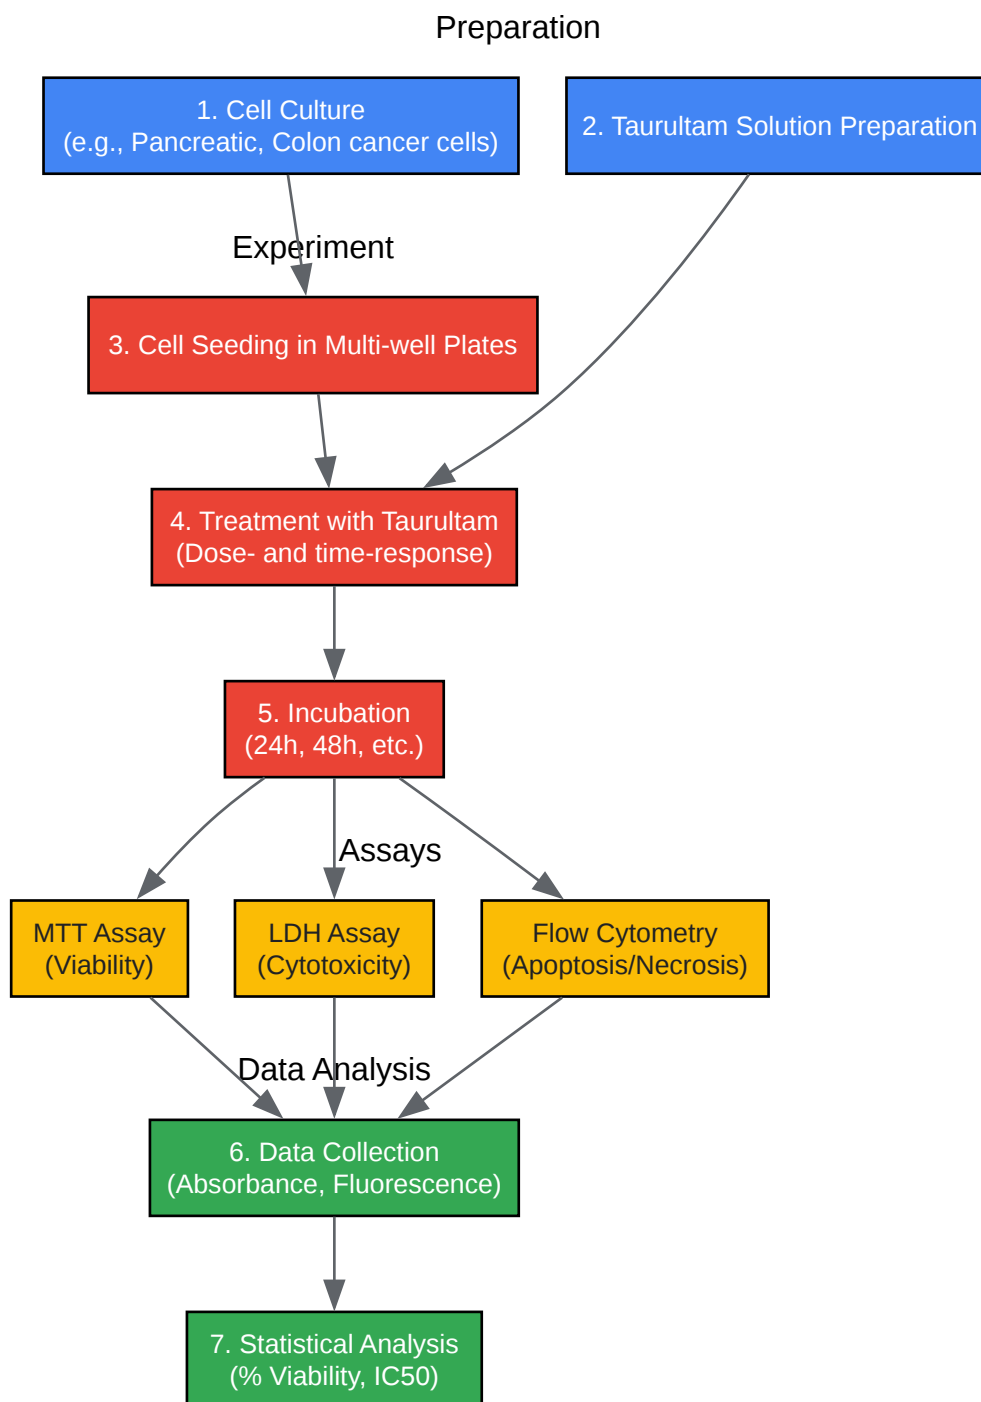 Preparation
1. Cell Culture
(e.g., Pancreatic, Colon cancer cells)
2. Taurultam Solution Preparation
Experiment
3. Cell Seeding in Multi-well Plates
4. Treatment with Taurultam
(Dose- and time-response)
5. Incubation
(24h, 48h, etc.)
Assays
MTT Assay
(Viability)
LDH Assay
(Cytotoxicity)
Flow Cytometry
(Apoptosis/Necrosis)
Data Analysis
6. Data Collection
(Absorbance, Fluorescence)
7. Statistical Analysis
(% Viability, IC50)